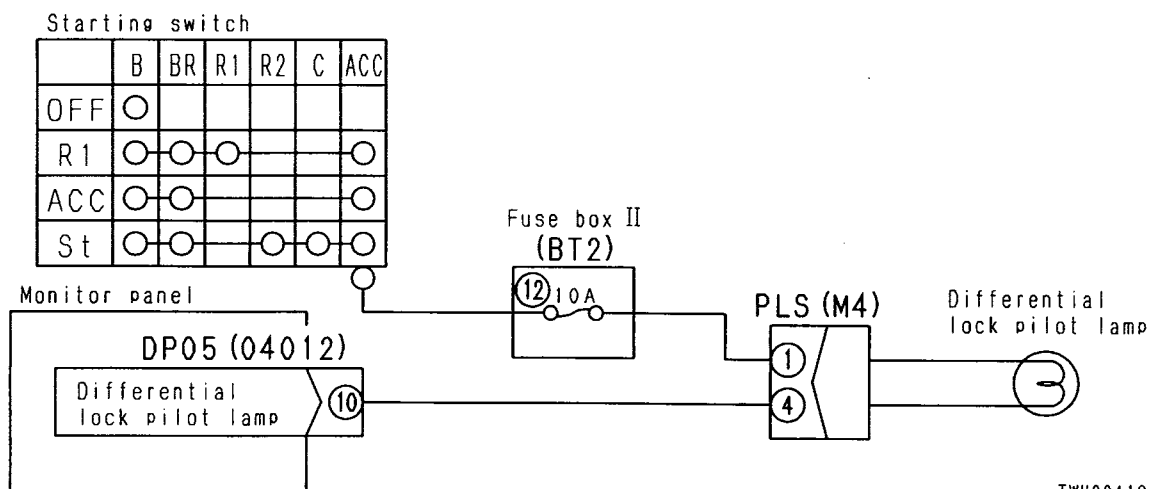 Starting switch
B BR R1 R2 C ACC
OFF
R1
ACC
St
Fuse box II
(BT2)
12 10A
Monitor panel
PLS (M4)
Differential
lock pilot lamp
DP05 (04012)
Differential
lock pilot lamp
10
1
4